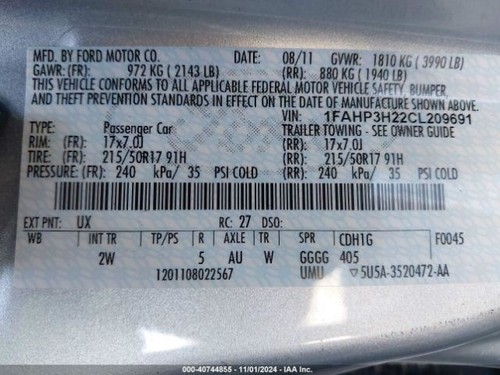 MFD. BY FORD MOTOR CO. DATE: 08/11 GVWR: 1810 KG ( 3990 LB)
GAWR: (FR): 972 KG ( 2143 LB) (RR): 880 KG ( 1940 LB)
THIS VEHICLE CONFORMS TO ALL APPLICABLE FEDERAL MOTOR VEHICLE SAFETY, BUMPER,
AND THEFT PREVENTION STANDARDS IN EFFECT ON THE DATE OF MANUFACTURE SHOWN ABOVE.
VIN: 1FAHP3H22CL209691
TYPE: Passenger Car TRAILER TOWING - SEE OWNER GUIDE
RIM: (FR): 17x7.0J (RR): 17x7.0J
TIRE: (FR): 215/50R17 91H (RR): 215/50R17 91H
PRESSURE: (FR): 240 kPa/ 35 PSI COLD (RR): 240 kPa/ 35 PSI COLD
EXT PNT: UX RC: 27 DSO: F0045
WB INT TR TP/PS R AXLE TR SPR CDH1G
2W 5 AU W GGGG 405
1201108022567 UMU 5U5A-3520472-AA
© (IAA) - 40744855 - 11/01/2024 - IAAI.COM